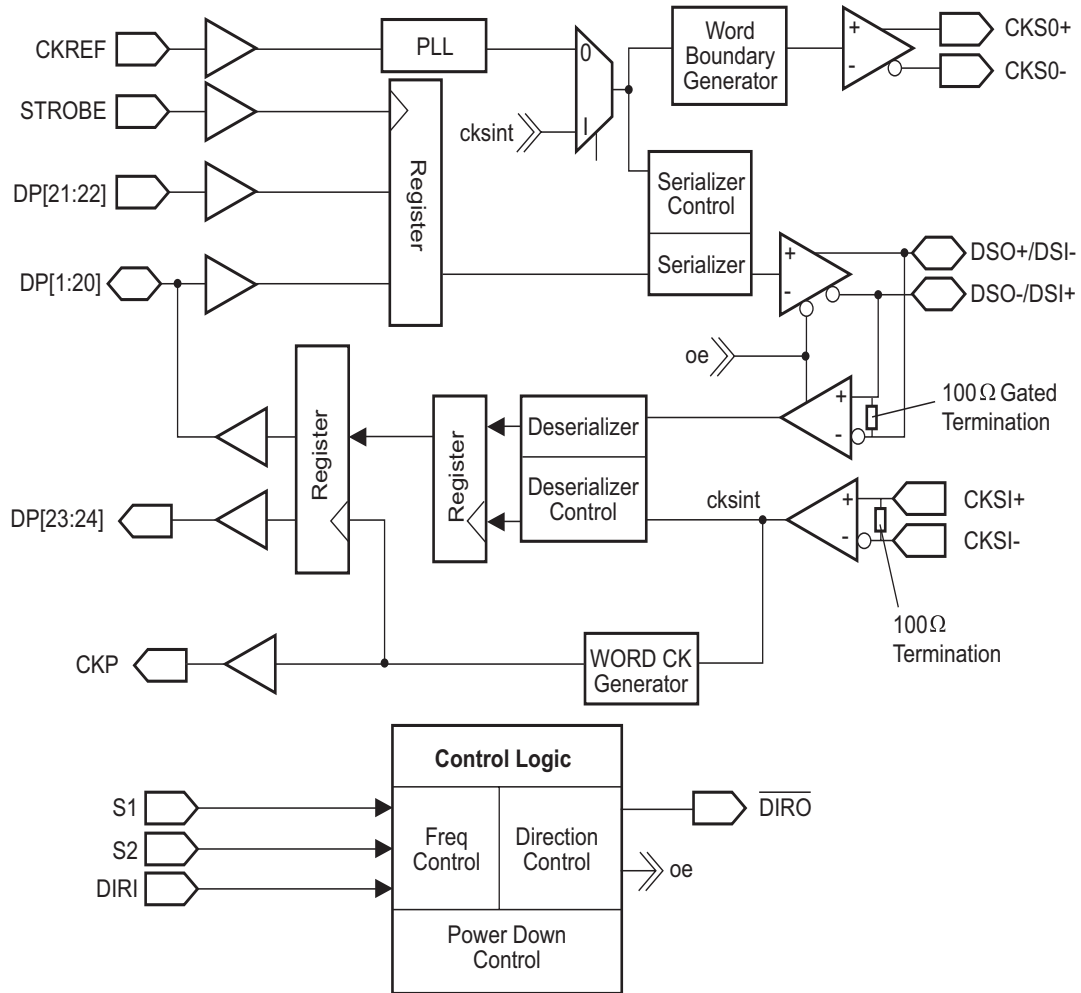 CKREF
PLL
0
Word
Boundary
Generator
+
-
CKS0+
CKS0-
STROBE
cksint
I
Register
DP[21:22]
Serializer
Control
Serializer
DP[1:20]
+
-
DSO+/DSI-
DSO-/DSI+
oe
+
-
100Ω Gated
Termination
Register
Register
Deserializer
Deserializer
Control
DP[23:24]
cksint
+
-
CKSI+
CKSI-
100Ω
Termination
CKP
WORD CK
Generator
Control Logic
S1
S2
DIRI
Freq
Control
Direction
Control
D̅I̅R̅O̅
oe
Power Down
Control